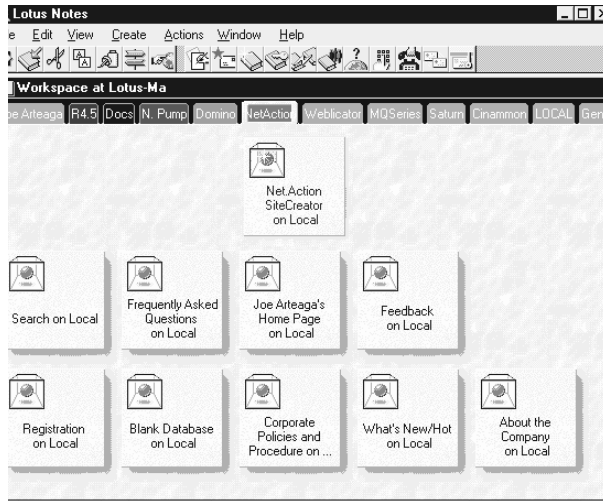 Lotus Notes
e Edit View Create Actions Window Help
Workspace at Lotus-Ma
oe Arteaga R4.5 Docs N. Pump Domino NetAction Weblicator MQSeries Saturn Cinammon LOCAL Gen
Net.Action
SiteCreator
on Local
Search on Local
Frequently Asked
Questions
on Local
Joe Arteaga's
Home Page
on Local
Feedback
on Local
Registration
on Local
Blank Database
on Local
Corporate
Policies and
Procedure on ...
What's New/Hot
on Local
About the
Company
on Local